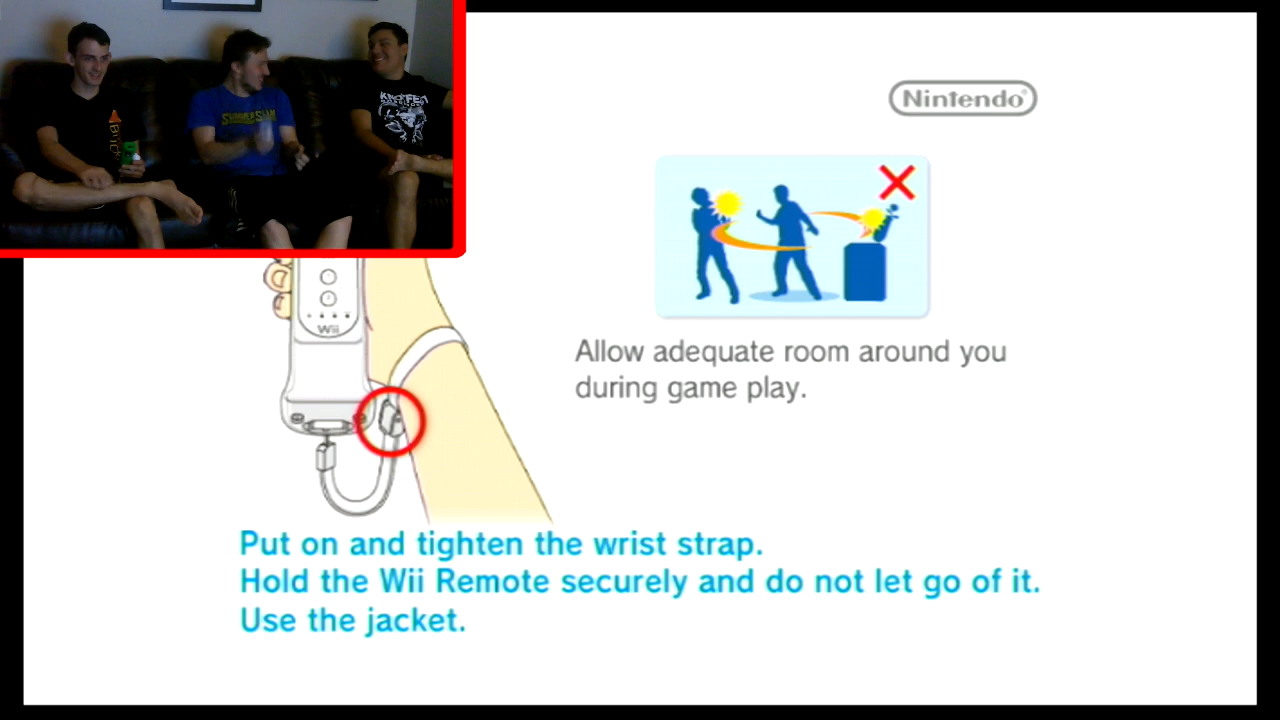 Nintendo®
Allow adequate room around you
during game play.
Wii
Put on and tighten the wrist strap.
Hold the Wii Remote securely and do not let go of it.
Use the jacket.